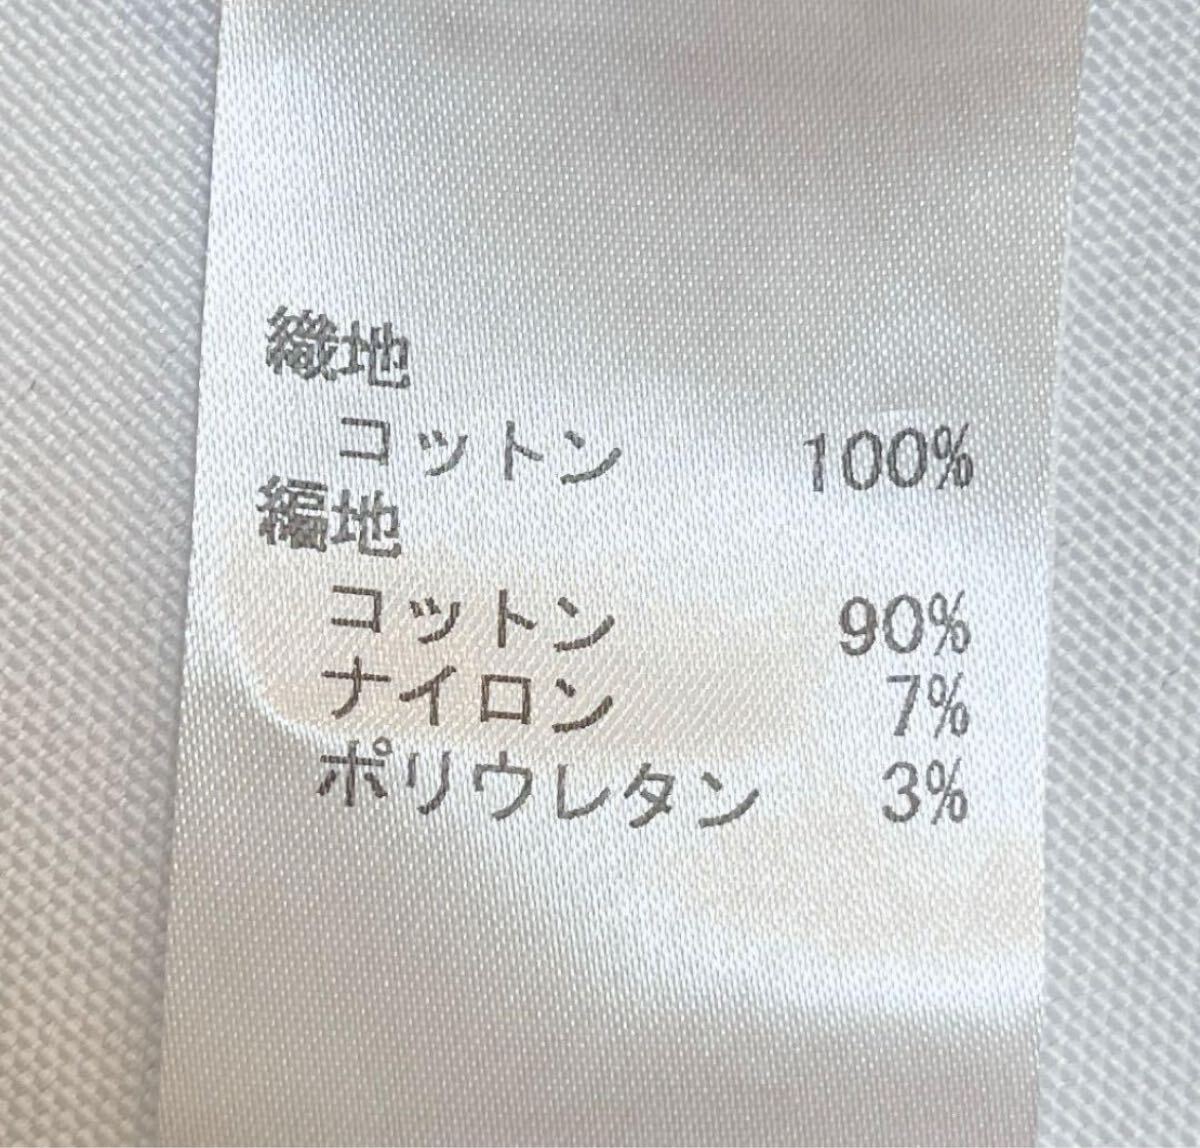 織地
コットン 100%
編地
コットン 90%
ナイロン 7%
ポリウレタン 3%